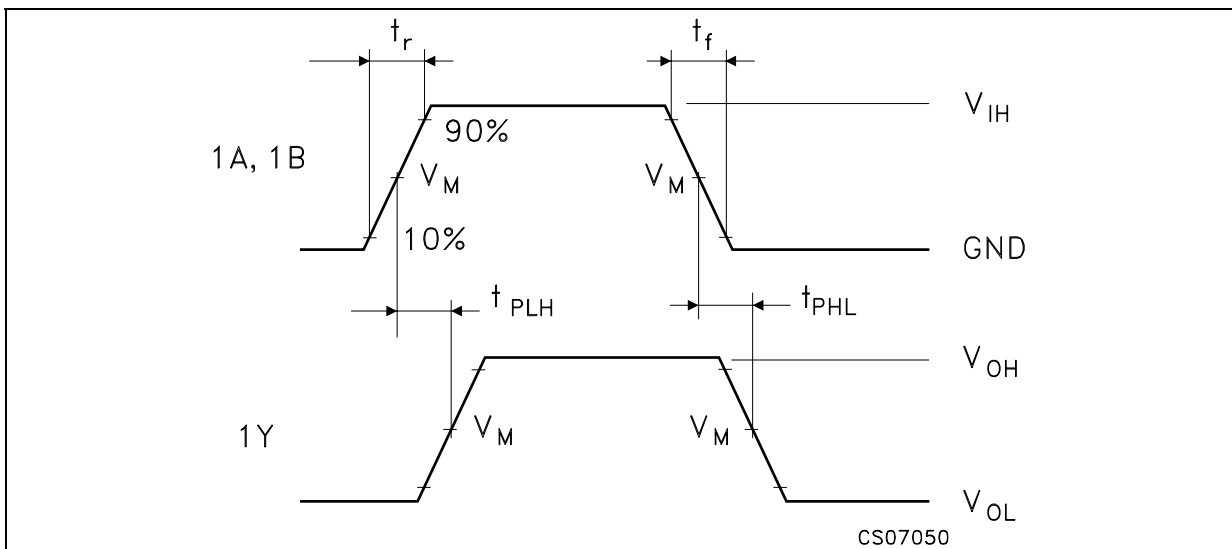 tr tf
VIH
90%
1A, 1B VM VM
10% GND
tPLH tPHL
VOH
1Y VM VM
VOL
CS07050